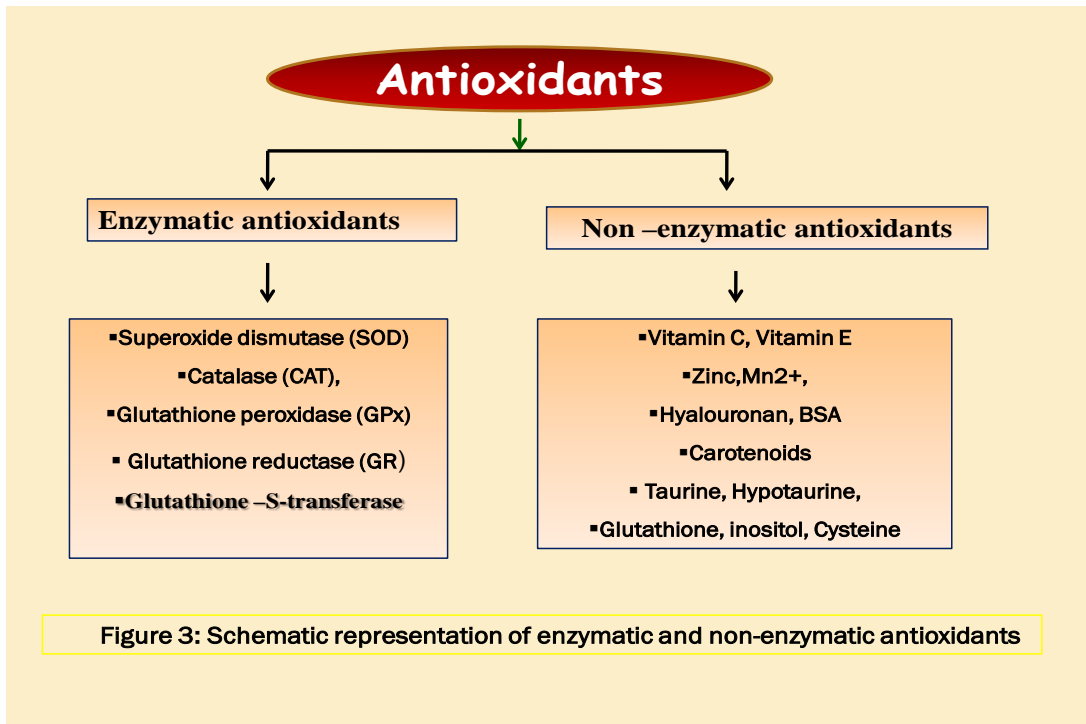 Antioxidants
Enzymatic antioxidants
Non –enzymatic antioxidants
▪Superoxide dismutase (SOD)
▪Catalase (CAT),
▪Glutathione peroxidase (GPx)
▪ Glutathione reductase (GR)
▪Glutathione –S-transferase
▪Vitamin C, Vitamin E
▪Zinc,Mn2+,
▪Hyalouronan, BSA
▪Carotenoids
▪ Taurine, Hypotaurine,
▪Glutathione, inositol, Cysteine
Figure 3: Schematic representation of enzymatic and non-enzymatic antioxidants